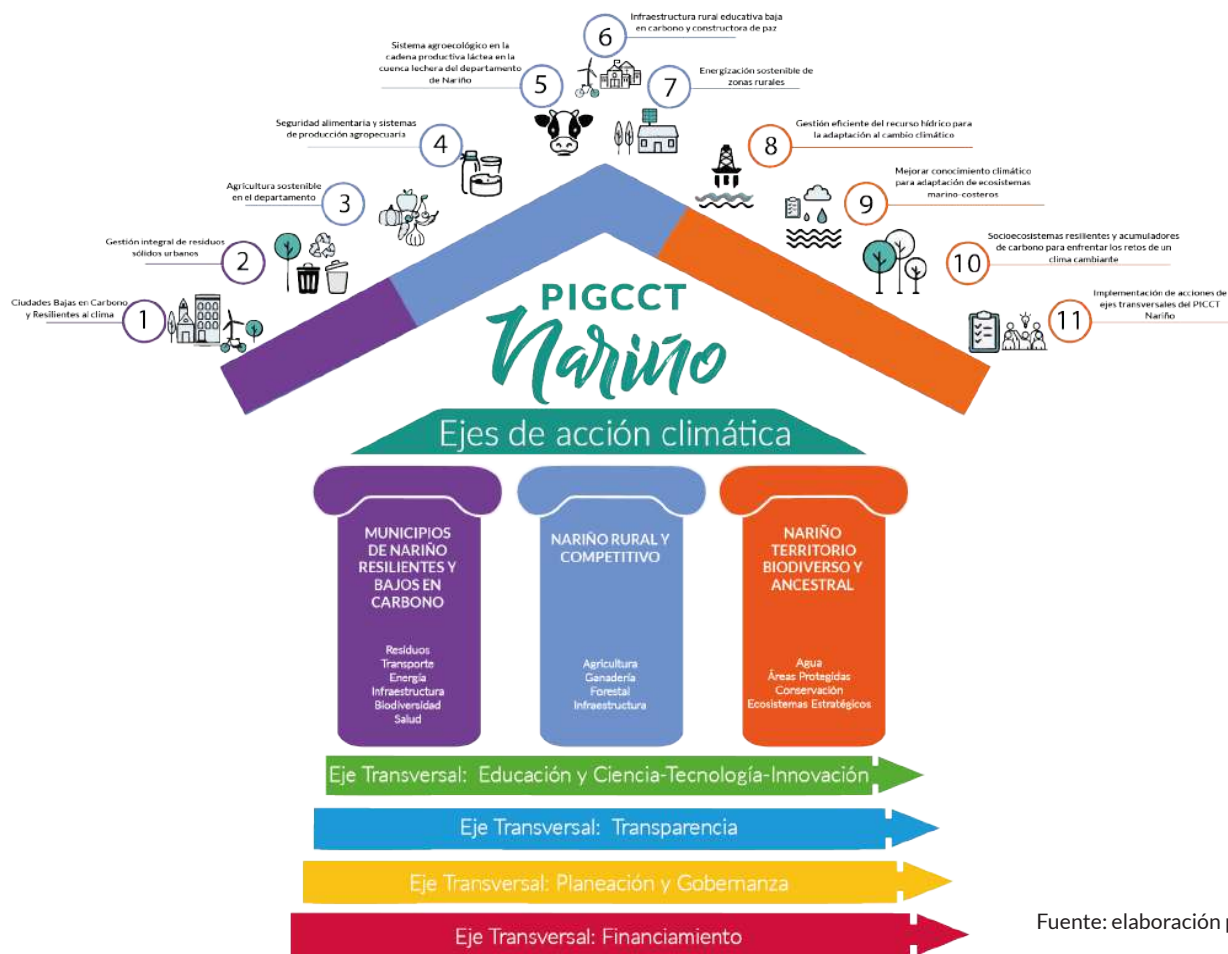 6
Infraestructura rural educativa baja
en carbono y constructora de paz
Sistema agroecológico en la
cadena productiva láctea en la
cuenca lechera del departamento
de Nariño
5
7
Energización sostenible de
zonas rurales
Seguridad alimentaria y sistemas
de producción agropecuaria
4
8
Gestión eficiente del recurso hídrico para
la adaptación al cambio climático
Agricultura sostenible
en el departamento
3
9
Mejorar conocimiento climático
para adaptación de ecosistemas
marino-costeros
Gestión integral de residuos
sólidos urbanos
2
10
Socioecosistemas resilientes y acumuladores
de carbono para enfrentar los retos de un
clima cambiante
Ciudades Bajas en Carbono
y Resilientes al clima
1
11
Implementación de acciones de
ejes transversales del PICCT
Nariño
PIGCCT
Nariño
Ejes de acción climática
MUNICIPIOS
DE NARIÑO
RESILIENTES Y
BAJOS EN
CARBONO
Residuos
Transporte
Energía
Infraestructura
Biodiversidad
Salud
NARIÑO RURAL Y
COMPETITIVO
Agricultura
Ganadería
Forestal
Infraestructura
NARIÑO
TERRITORIO
BIODIVERSO Y
ANCESTRAL
Agua
Áreas Protegidas
Conservación
Ecosistemas Estratégicos
Eje Transversal: Educación y Ciencia-Tecnología-Innovación
Eje Transversal: Transparencia
Eje Transversal: Planeación y Gobernanza
Eje Transversal: Financiamiento
Fuente: elaboración